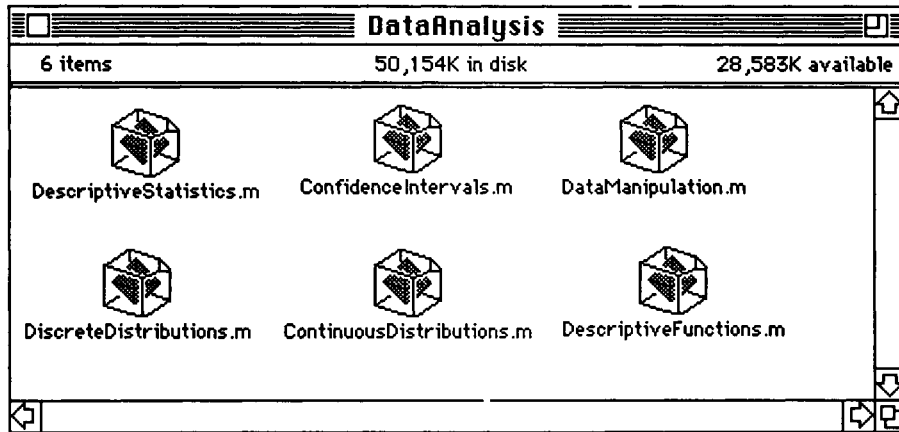 DataAnalysis
6 items 50,154K in disk 28,583K available
DescriptiveStatistics.m ConfidenceIntervals.m DataManipulation.m
DiscreteDistributions.m ContinuousDistributions.m DescriptiveFunctions.m